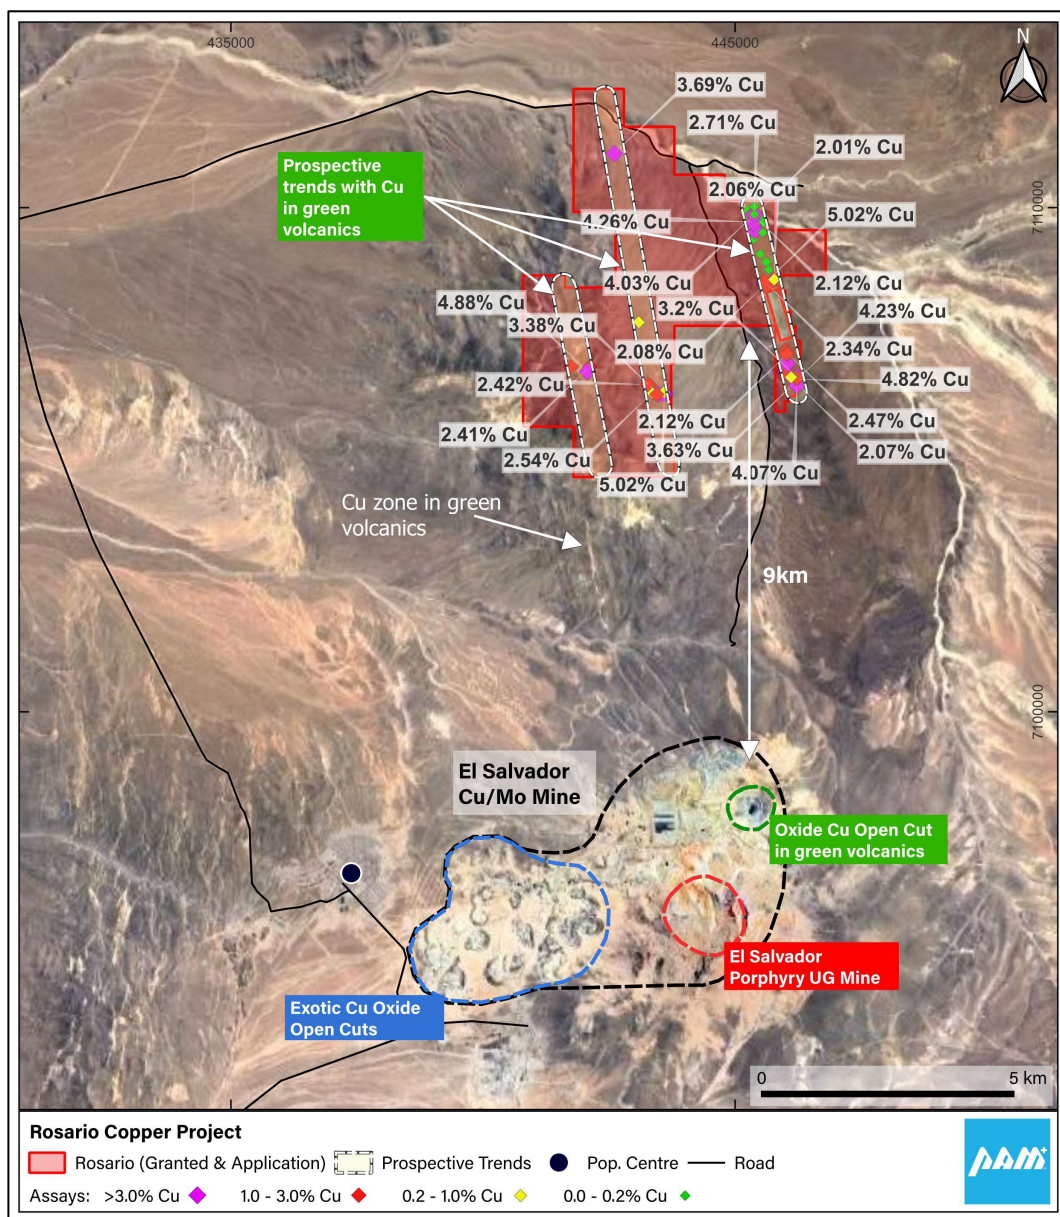 435000
445000
N
3.69% Cu
2.71% Cu
2.01% Cu
Prospective
trends with Cu
in green
volcanics
2.06% Cu
7110000
4.26% Cu
5.02% Cu
4.03% Cu
2.12% Cu
4.88% Cu
3.2% Cu
4.23% Cu
3.38% Cu
2.08% Cu
2.34% Cu
2.42% Cu
4.82% Cu
2.12% Cu
2.47% Cu
2.41% Cu
3.63% Cu
2.07% Cu
2.54% Cu
4.07% Cu
5.02% Cu
Cu zone in green
volcanics
9km
7100000
El Salvador
Cu/Mo Mine
Oxide Cu Open Cut
in green volcanics
El Salvador
Porphyry UG Mine
Exotic Cu Oxide
Open Cuts
0 5 km
Rosario Copper Project
Rosario (Granted & Application) Prospective Trends Pop. Centre Road
Assays: >3.0% Cu 1.0 - 3.0% Cu 0.2 - 1.0% Cu 0.0 - 0.2% Cu
PAM